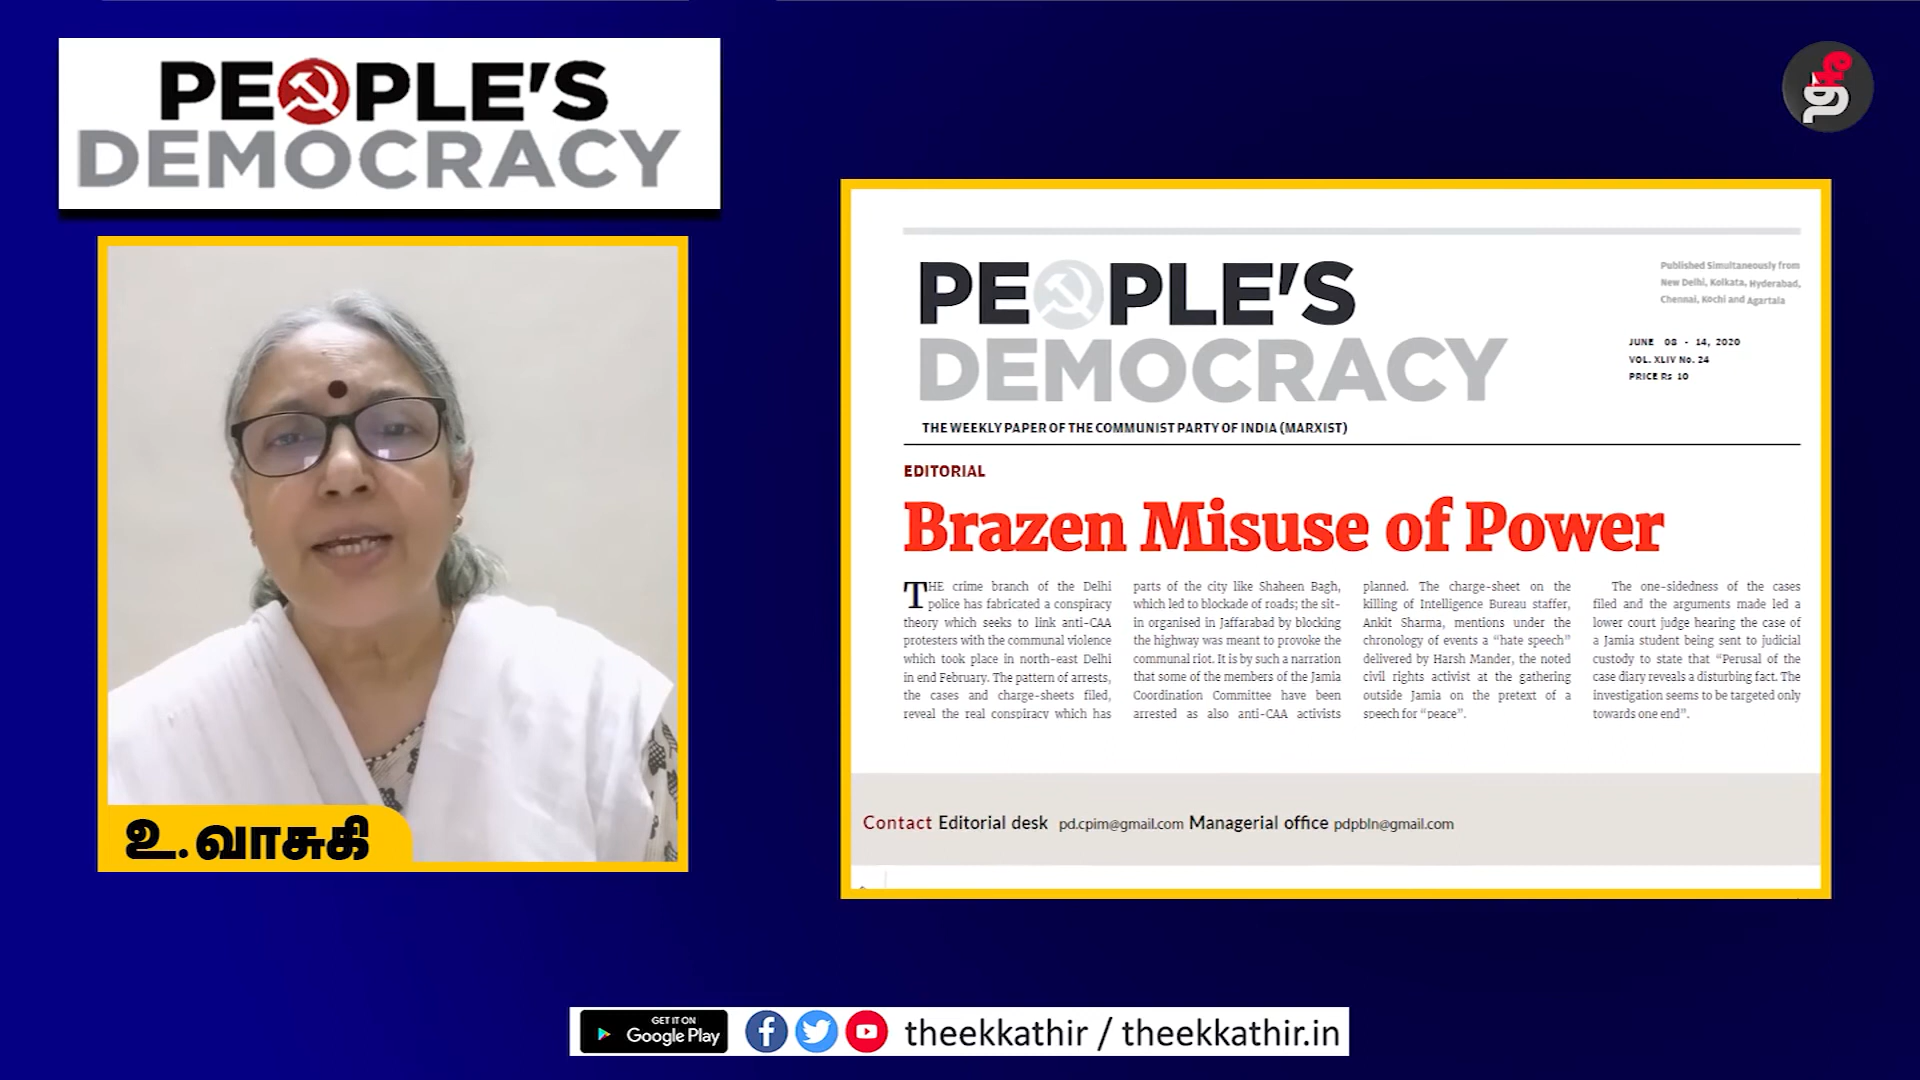 PEOPLE'S
DEMOCRACY
உ. வாசுகி
தீ
PEOPLE'S
DEMOCRACY
Published Simultaneously from
New Delhi, Kolkata, Hyderabad,
Chennai, Kochi and Agartala
JUNE 08 - 14, 2020
VOL. XLIV No. 24
PRICE Rs 10
THE WEEKLY PAPER OF THE COMMUNIST PARTY OF INDIA (MARXIST)
EDITORIAL
Brazen Misuse of Power
THE crime branch of the Delhi
police has fabricated a conspiracy
theory which seeks to link anti-CAA
protesters with the communal violence
which took place in north-east Delhi
in end February. The pattern of arrests,
the cases and charge-sheets filed,
reveal the real conspiracy which has
parts of the city like Shaheen Bagh,
which led to blockade of roads; the sit-
in organised in Jaffarabad by blocking
the highway was meant to provoke the
communal riot. It is by such a narration
that some of the members of the Jamia
Coordination Committee have been
arrested as also anti-CAA activists
planned. The charge-sheet on the
killing of Intelligence Bureau staffer,
Ankit Sharma, mentions under the
chronology of events a “hate speech”
delivered by Harsh Mander, the noted
civil rights activist at the gathering
outside Jamia on the pretext of a
speech for “peace”.
The one-sidedness of the cases
filed and the arguments made led a
lower court judge hearing the case of
a Jamia student being sent to judicial
custody to state that “Perusal of the
case diary reveals a disturbing fact. The
investigation seems to be targeted only
towards one end”.
Contact Editorial desk pd.cpim@gmail.com Managerial office pdpbln@gmail.com
GET IT ON
Google Play
theekkathir / theekkathir.in